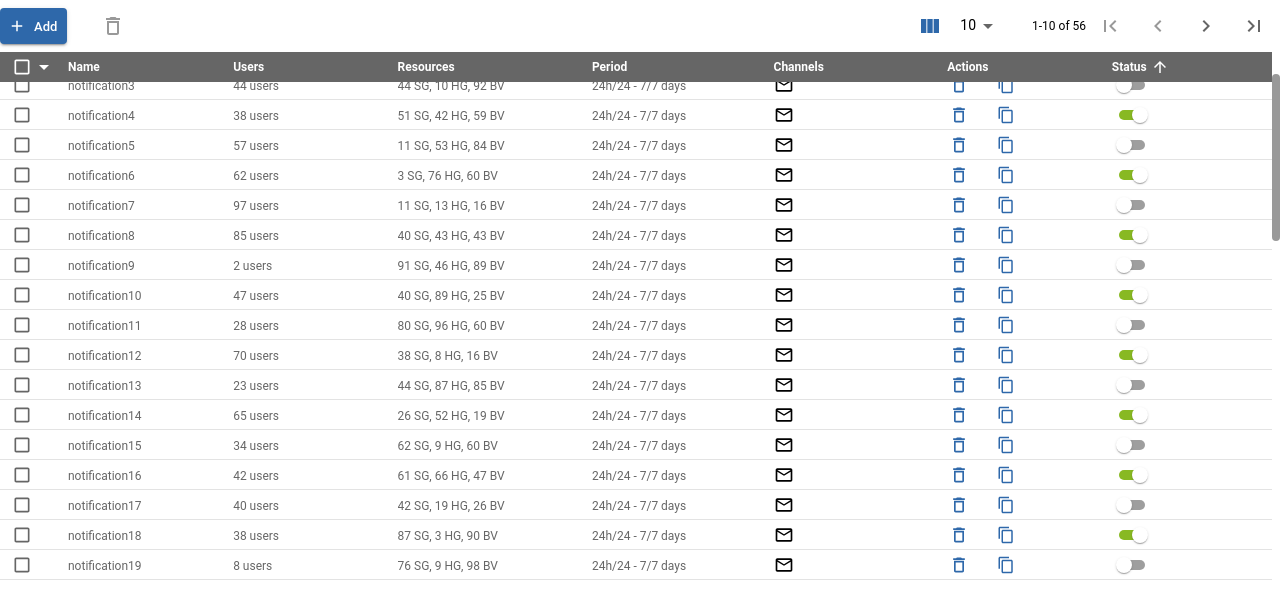 Add 10 1-10 of 56
Name Users Resources Period Channels Actions Status
notification3 44 users 44 SG, 10 HG, 92 BV 24h/24 - 7/7 days
notification4 38 users 51 SG, 42 HG, 59 BV 24h/24 - 7/7 days
notification5 57 users 11 SG, 53 HG, 84 BV 24h/24 - 7/7 days
notification6 62 users 3 SG, 76 HG, 60 BV 24h/24 - 7/7 days
notification7 97 users 11 SG, 13 HG, 16 BV 24h/24 - 7/7 days
notification8 85 users 40 SG, 43 HG, 43 BV 24h/24 - 7/7 days
notification9 2 users 91 SG, 46 HG, 89 BV 24h/24 - 7/7 days
notification10 47 users 40 SG, 89 HG, 25 BV 24h/24 - 7/7 days
notification11 28 users 80 SG, 96 HG, 60 BV 24h/24 - 7/7 days
notification12 70 users 38 SG, 8 HG, 16 BV 24h/24 - 7/7 days
notification13 23 users 44 SG, 87 HG, 85 BV 24h/24 - 7/7 days
notification14 65 users 26 SG, 52 HG, 19 BV 24h/24 - 7/7 days
notification15 34 users 62 SG, 9 HG, 60 BV 24h/24 - 7/7 days
notification16 42 users 61 SG, 66 HG, 47 BV 24h/24 - 7/7 days
notification17 40 users 42 SG, 19 HG, 26 BV 24h/24 - 7/7 days
notification18 38 users 87 SG, 3 HG, 90 BV 24h/24 - 7/7 days
notification19 8 users 76 SG, 9 HG, 98 BV 24h/24 - 7/7 days